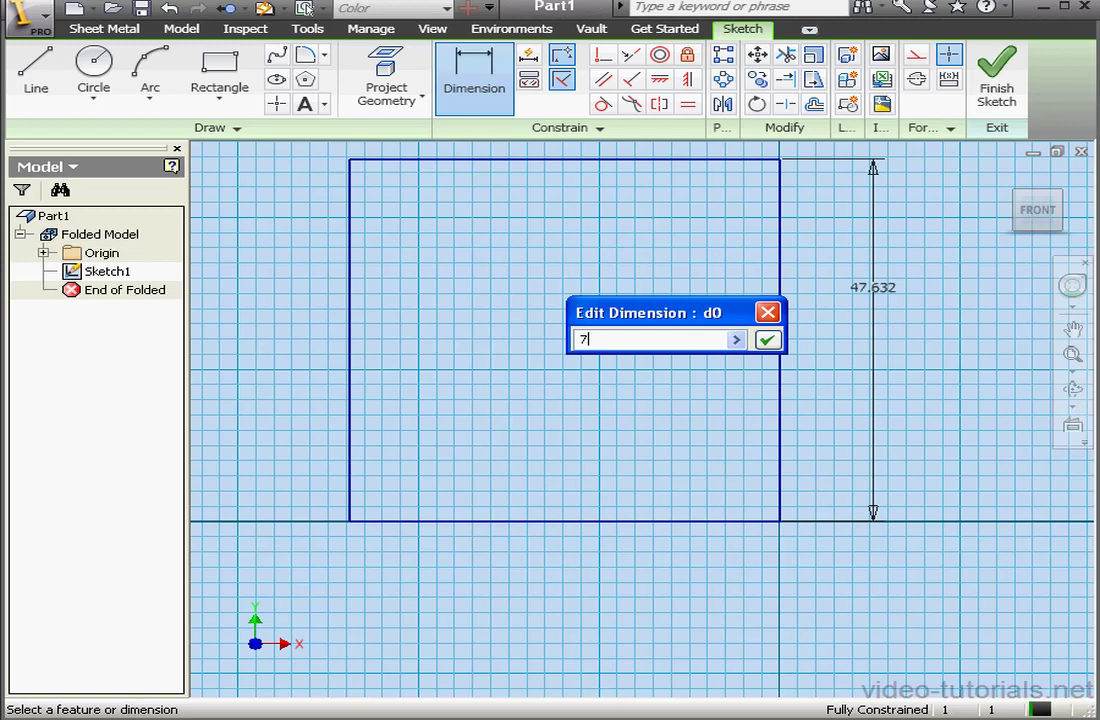 Color
Part1
Type a keyword or phrase
PRO
Sheet Metal Model Inspect Tools Manage View Environments Vault Get Started Sketch
Line
Circle
Arc
Rectangle
A
Project
Geometry
Dimension
Finish
Sketch
Draw
Constrain
P...
Modify
L...
I...
For...
Exit
Model
Part1
Folded Model
Origin
Sketch1
End of Folded
FRONT
47.632
Edit Dimension : d0
7
Y
X
video-tutorials.net
Select a feature or dimension
Fully Constrained 1 1